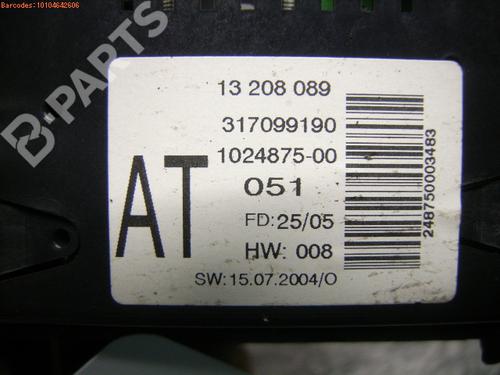 Barcodes:10104642606
B-PARTS
13 208 089
317099190
1024875-00
051
AT
FD:25/05
HW: 008
SW:15.07.2004/O
248750003483